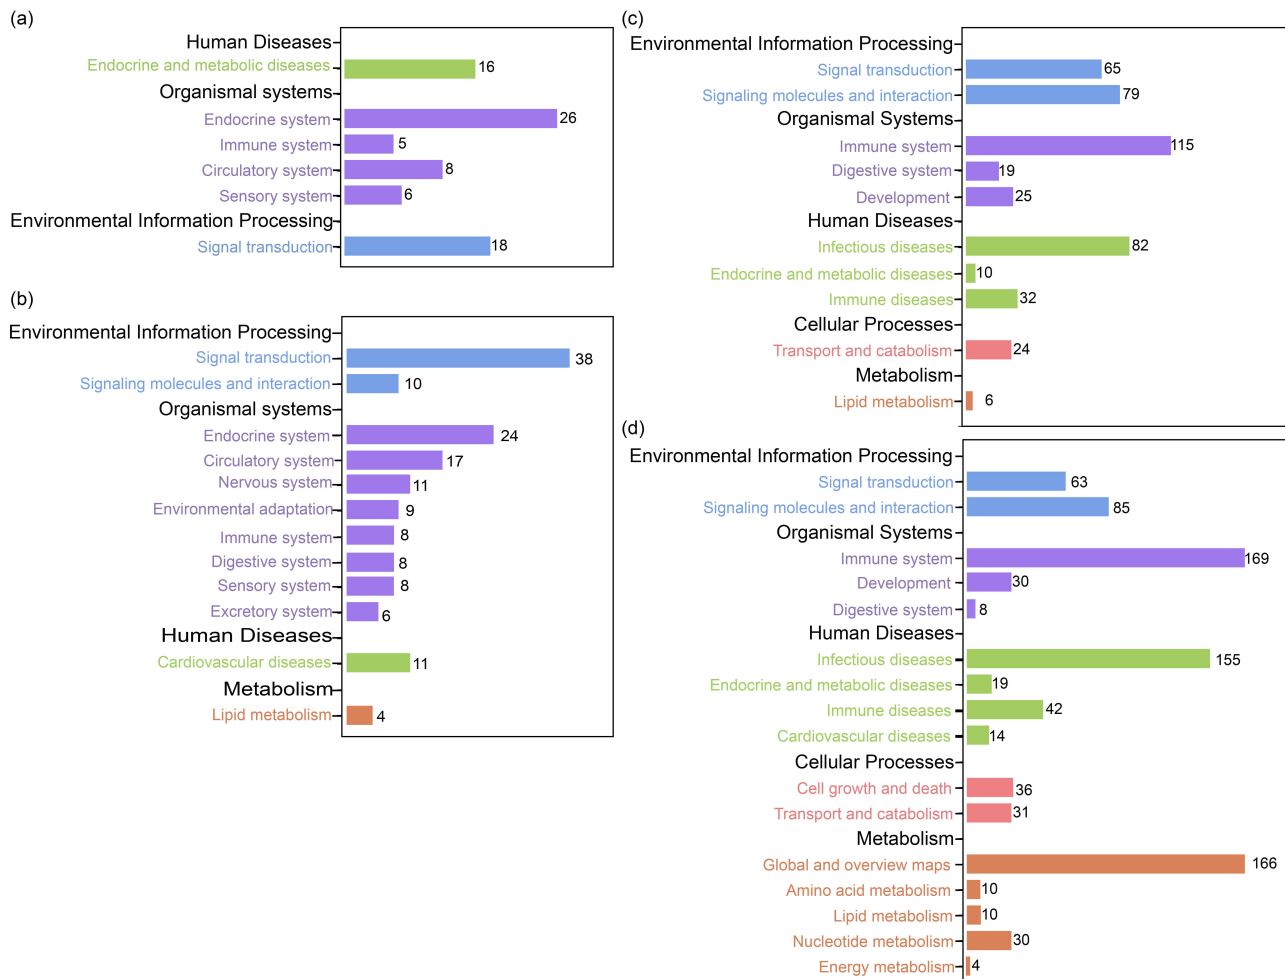 (a)
Human Diseases
Endocrine and metabolic diseases 16
Organismal systems
Endocrine system 26
Immune system 5
Circulatory system 8
Sensory system 6
Environmental Information Processing
Signal transduction 18
(b)
Environmental Information Processing
Signal transduction 38
Signaling molecules and interaction 10
Organismal systems
Endocrine system 24
Circulatory system 17
Nervous system 11
Environmental adaptation 9
Immune system 8
Digestive system 8
Sensory system 8
Excretory system 6
Human Diseases
Cardiovascular diseases 11
Metabolism
Lipid metabolism 4
(c)
Environmental Information Processing
Signal transduction 65
Signaling molecules and interaction 79
Organismal Systems
Immune system 115
Digestive system 19
Development 25
Human Diseases
Infectious diseases 82
Endocrine and metabolic diseases 10
Immune diseases 32
Cellular Processes
Transport and catabolism 24
Metabolism
Lipid metabolism 6
(d)
Environmental Information Processing
Signal transduction 63
Signaling molecules and interaction 85
Organismal Systems
Immune system 169
Development 30
Digestive system 8
Human Diseases
Infectious diseases 155
Endocrine and metabolic diseases 19
Immune diseases 42
Cardiovascular diseases 14
Cellular Processes
Cell growth and death 36
Transport and catabolism 31
Metabolism
Global and overview maps 166
Amino acid metabolism 10
Lipid metabolism 10
Nucleotide metabolism 30
Energy metabolism 4